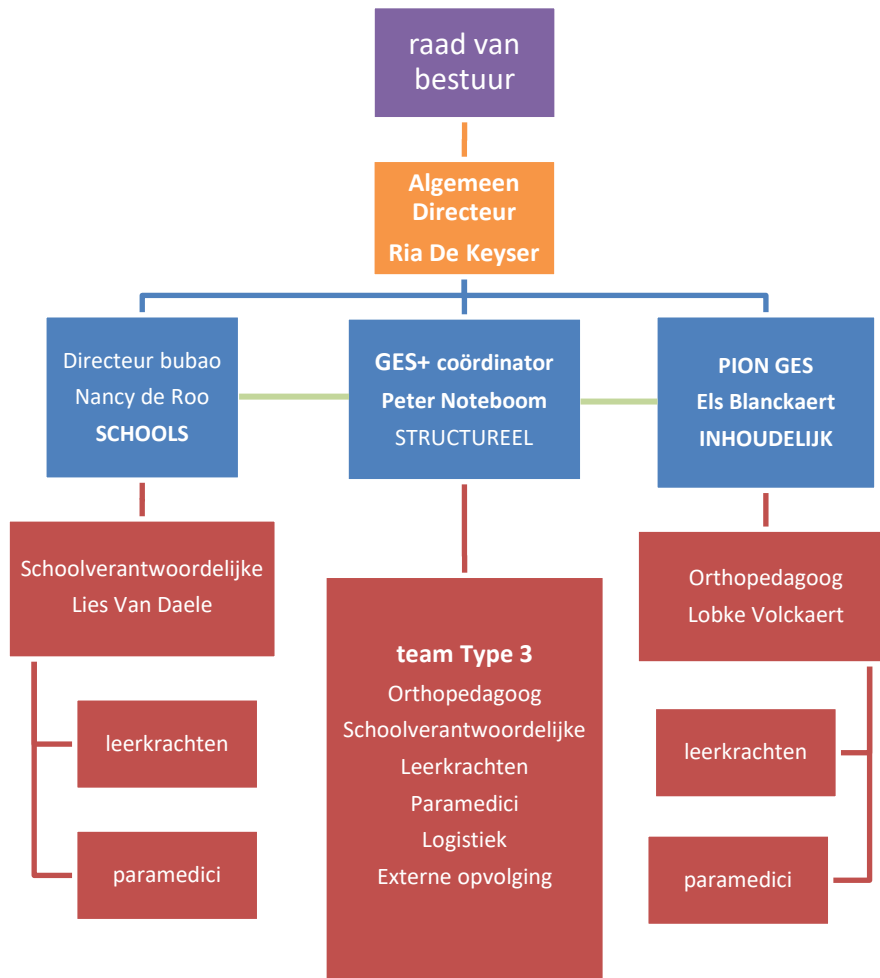 raad van
bestuur
Algemeen
Directeur
Ria De Keyser
Directeur bubao
Nancy de Roo
SCHOOLS
GES+ coördinator
Peter Noteboom
STRUCTUREEL
PION GES
Els Blanckaert
INHOUDELIJK
Schoolverantwoordelijke
Lies Van Daele
leerkrachten
paramedici
team Type 3
Orthopedagoog
Schoolverantwoordelijke
Leerkrachten
Paramedici
Logistiek
Externe opvolging
Orthopedagoog
Lobke Volckaert
leerkrachten
paramedici